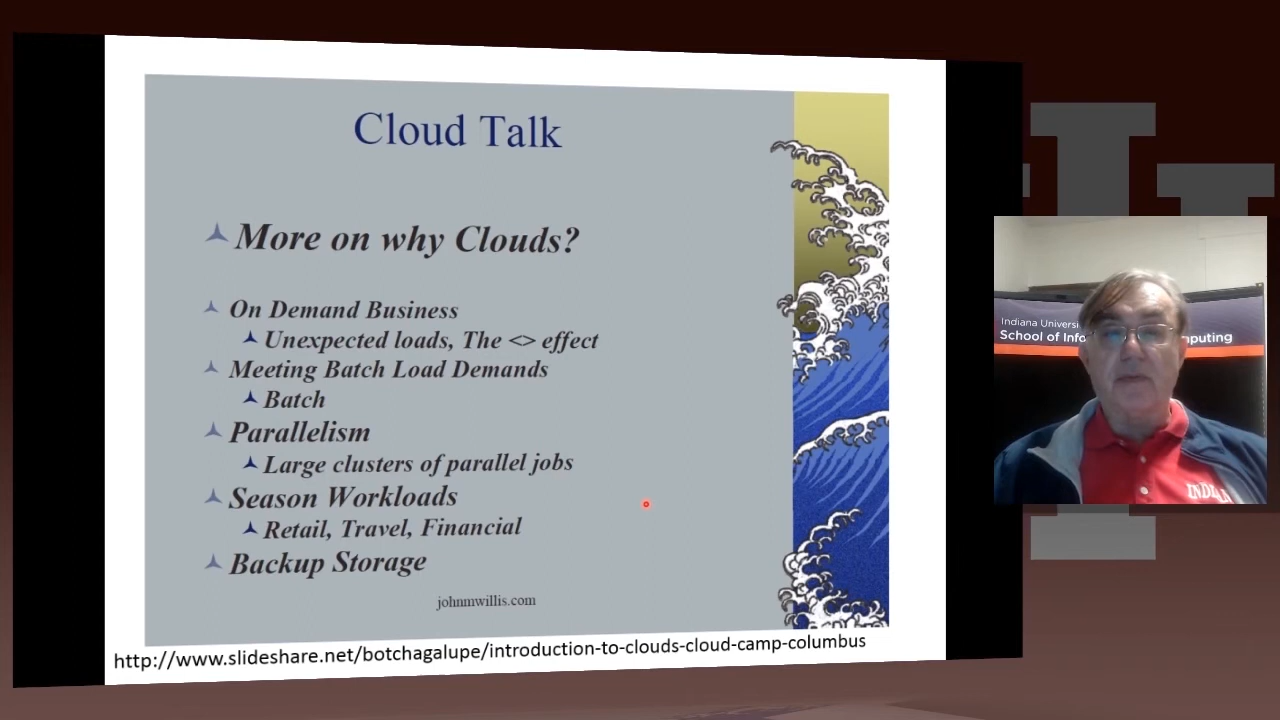 Cloud Talk
More on why Clouds?
On Demand Business
Unexpected loads, The <> effect
Meeting Batch Load Demands
Batch
Parallelism
Large clusters of parallel jobs
Season Workloads
Retail, Travel, Financial
Backup Storage
johnmwillis.com
http://www.slideshare.net/botchagalupe/introduction-to-clouds-cloud-camp-columbus
Indiana Universi
School of Info mputing
INDI